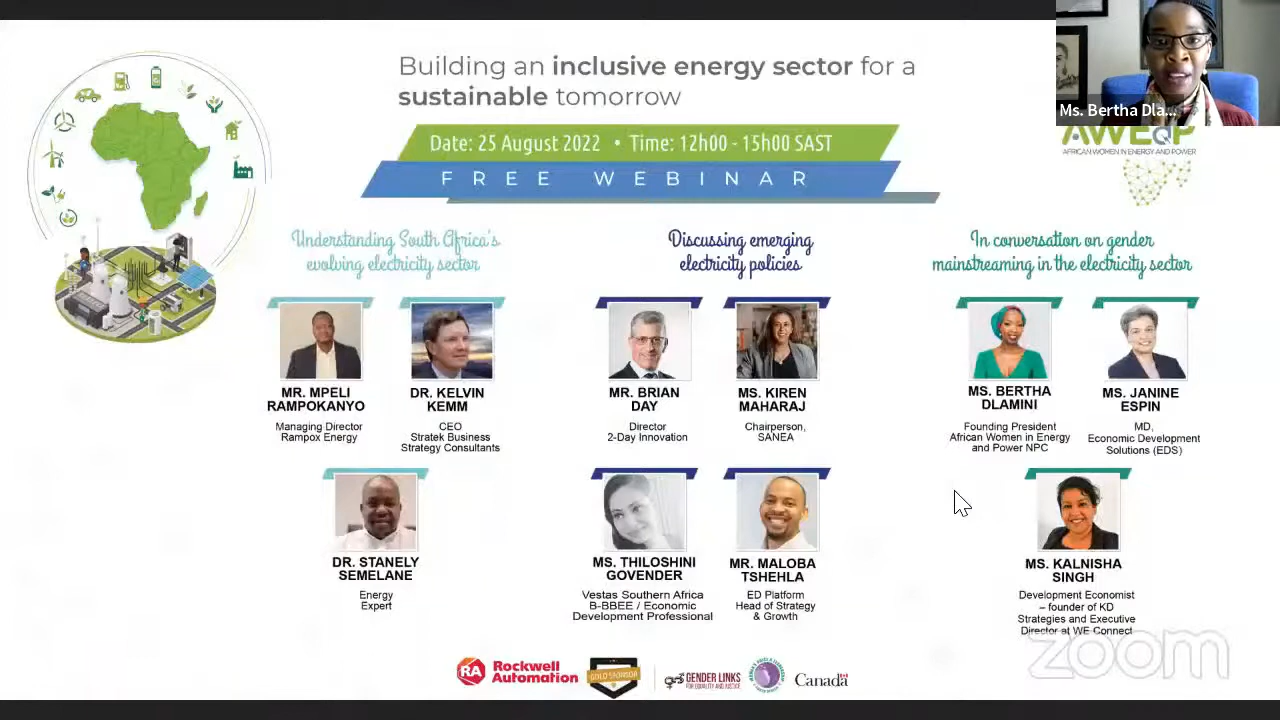 Building an inclusive energy sector for a
sustainable tomorrow
Date: 25 August 2022 • Time: 12h00 - 15h00 SAST
FREE WEBINAR
Ms. Bertha Dla...
AWEaP
AFRICAN WOMEN IN ENERGY AND POWER
Understanding South Africa's
evolving electricity sector
MR. MPELI
RAMPOKANYO
Managing Director
Rampox Energy
DR. KELVIN
KEMM
CEO
Stratek Business
Strategy Consultants
DR. STANELY
SEMELANE
Energy
Expert
Discussing emerging
electricity policies
MR. BRIAN
DAY
Director
2-Day Innovation
MS. KIREN
MAHARAJ
Chairperson,
SANEA
MS. THILOSHINI
GOVENDER
Vestas Southern Africa
B-BBEE / Economic
Development Professional
MR. MALOBA
TSHEHLA
ED Platform
Head of Strategy
& Growth
In conversation on gender
mainstreaming in the electricity sector
MS. BERTHA
DLAMINI
Founding President
African Women in Energy
and Power NPC
MS. JANINE
ESPIN
MD,
Economic Development
Solutions (EDS)
MS. KALNISHA
SINGH
Development Economist
– founder of KD
Strategies and Executive
Director at WE Connect
zoom
RA
Rockwell
Automation
GOLD SPONSOR
GENDER LINKS
FOR EQUALITY AND JUSTICE
Canada